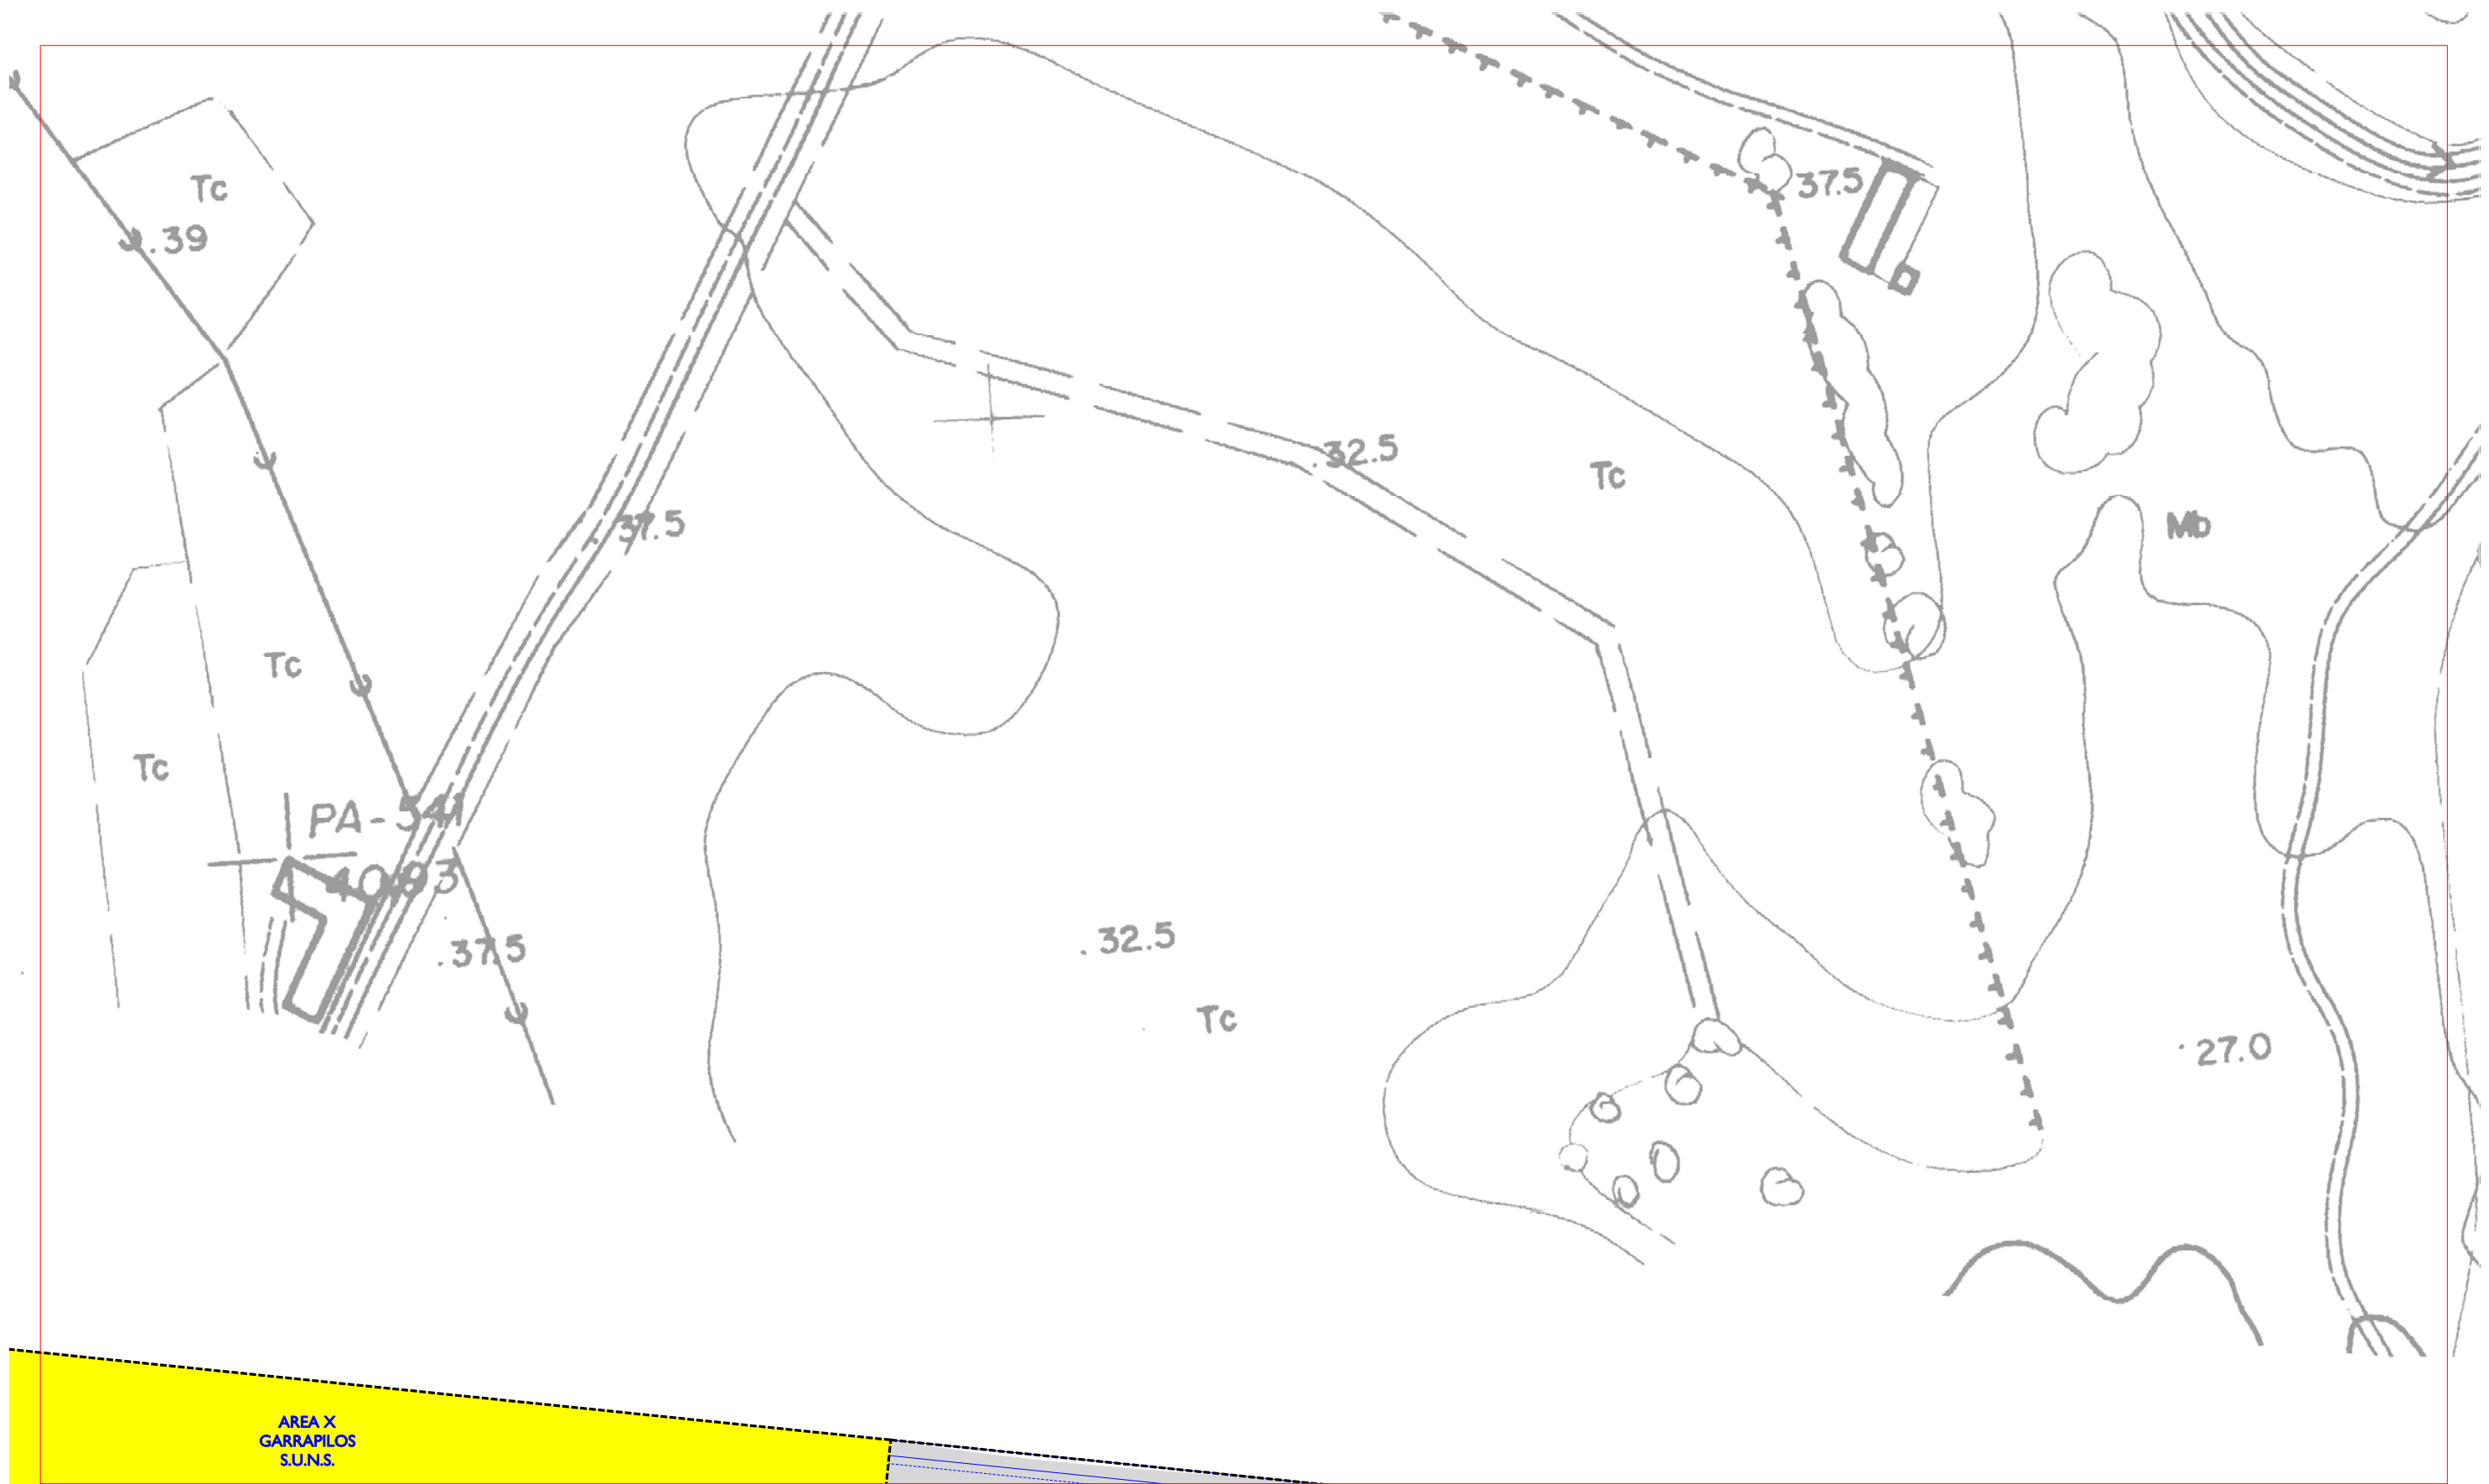 Tc
.39
37.5
.32.5
Tc
.37.5
Mb
Tc
Tc
PA-541
.37.5
.32.5
Tc
.27.0
AREA X
GARRAPILOS
S.U.N.S.